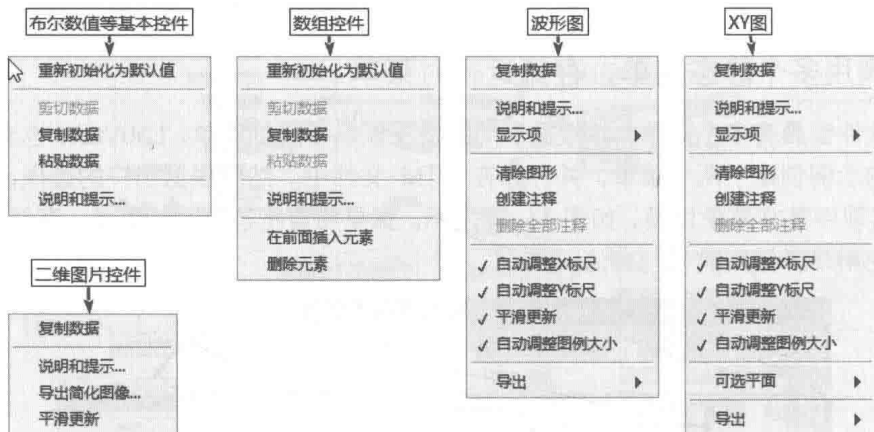 布尔数值等基本控件
重新初始化为默认值
剪切数据
复制数据
粘贴数据
说明和提示...
二维图片控件
复制数据
说明和提示...
导出简化图像...
平滑更新
数组控件
重新初始化为默认值
剪切数据
复制数据
粘贴数据
说明和提示...
在前面插入元素
删除元素
波形图
复制数据
说明和提示...
显示项
清除图形
创建注释
删除全部注释
✓ 自动调整X标尺
✓ 自动调整Y标尺
✓ 平滑更新
✓ 自动调整图例大小
导出
XY图
复制数据
说明和提示...
显示项
清除图形
创建注释
删除全部注释
✓ 自动调整X标尺
✓ 自动调整Y标尺
✓ 平滑更新
✓ 自动调整图例大小
可选平面
导出